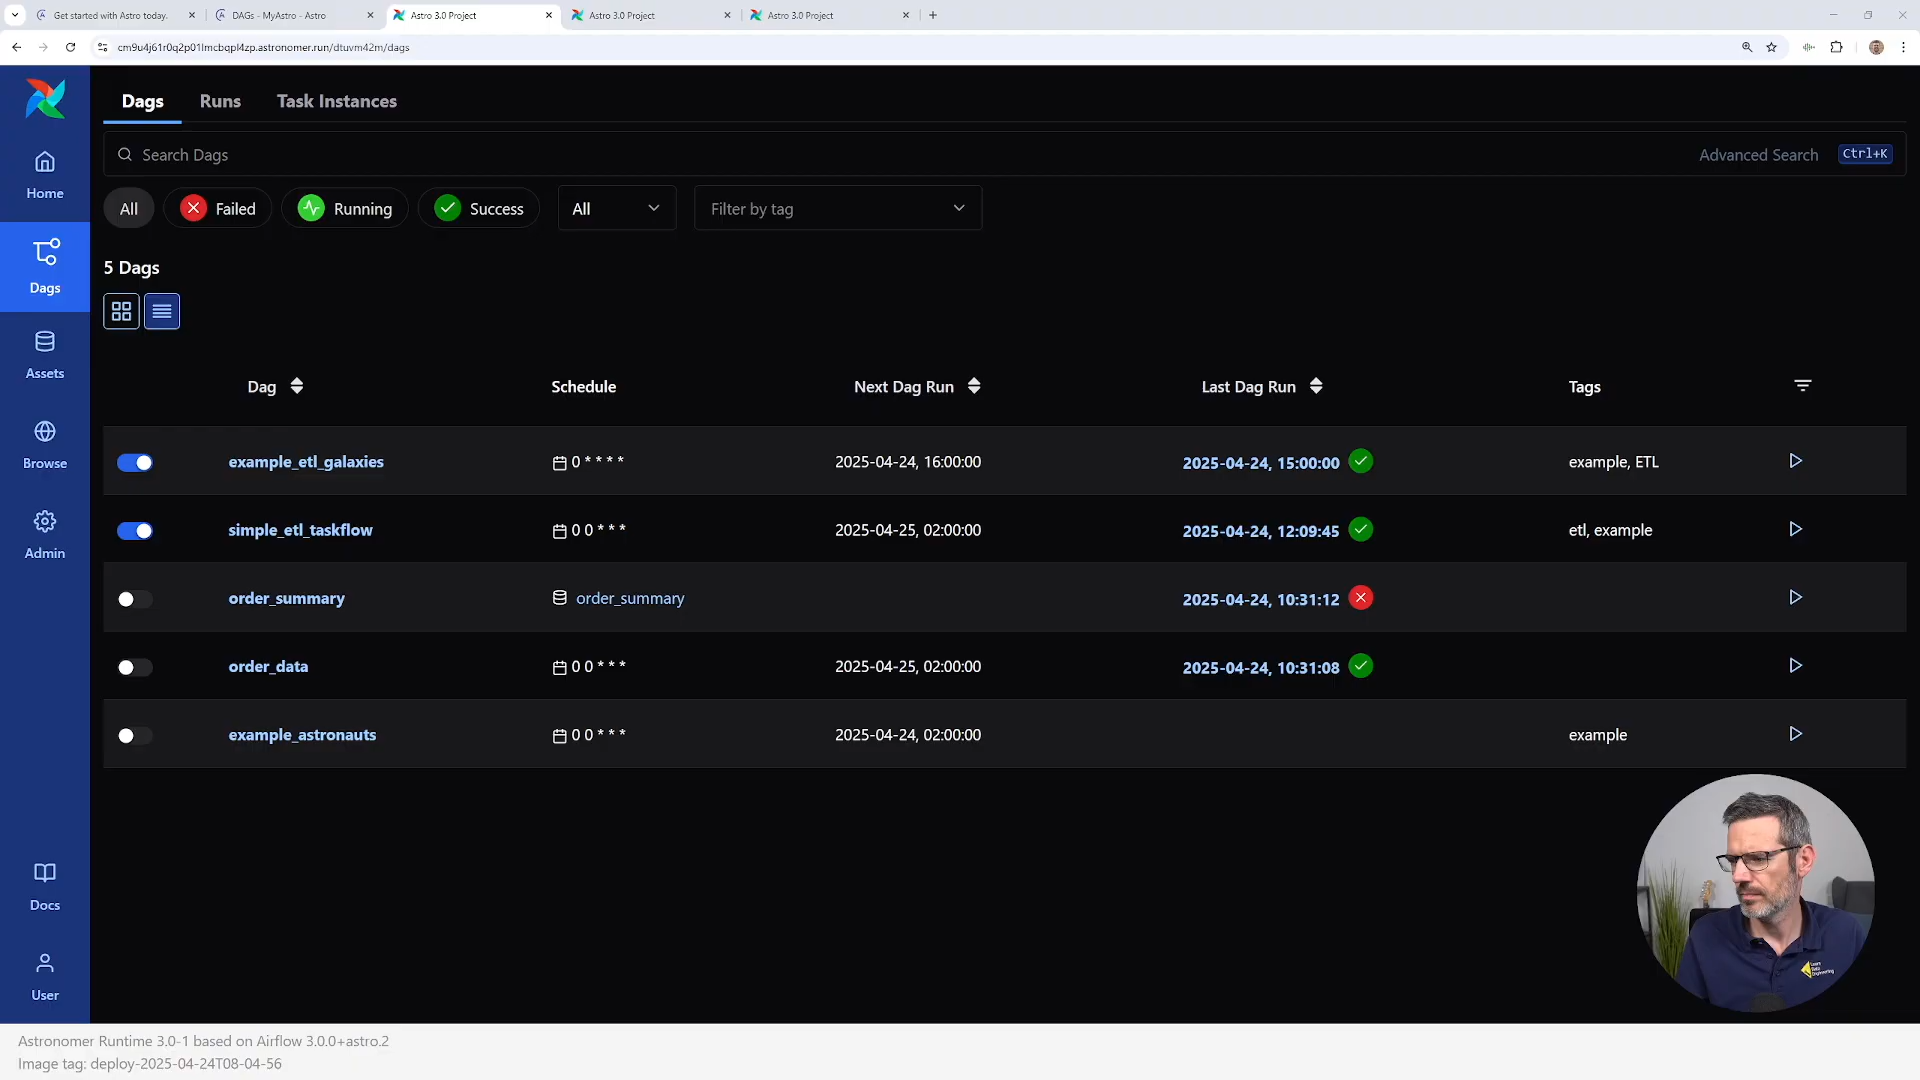 Get started with Astro today.
DAGs - MyAstro - Astro
Astro 3.0 Project
Astro 3.0 Project
Astro 3.0 Project
cm9u4j61r0q2p01lmcbqpl4zp.astronomer.run/dtuvm42m/dags
Dags Runs Task Instances
Search Dags Advanced Search Ctrl+K
Home
All Failed Running Success All Filter by tag
Dags
5 Dags
Assets
Browse
Admin
Docs
User
Dag Schedule Next Dag Run Last Dag Run Tags
example_etl_galaxies 0 * * * * 2025-04-24, 16:00:00 2025-04-24, 15:00:00 example, ETL
simple_etl_taskflow 0 0 * * * 2025-04-25, 02:00:00 2025-04-24, 12:09:45 etl, example
order_summary order_summary 2025-04-24, 10:31:12
order_data 0 0 * * * 2025-04-25, 02:00:00 2025-04-24, 10:31:08
example_astronauts 0 0 * * * 2025-04-24, 02:00:00 example
Learn
Data
Engineering
Astronomer Runtime 3.0-1 based on Airflow 3.0.0+astro.2
Image tag: deploy-2025-04-24T08-04-56